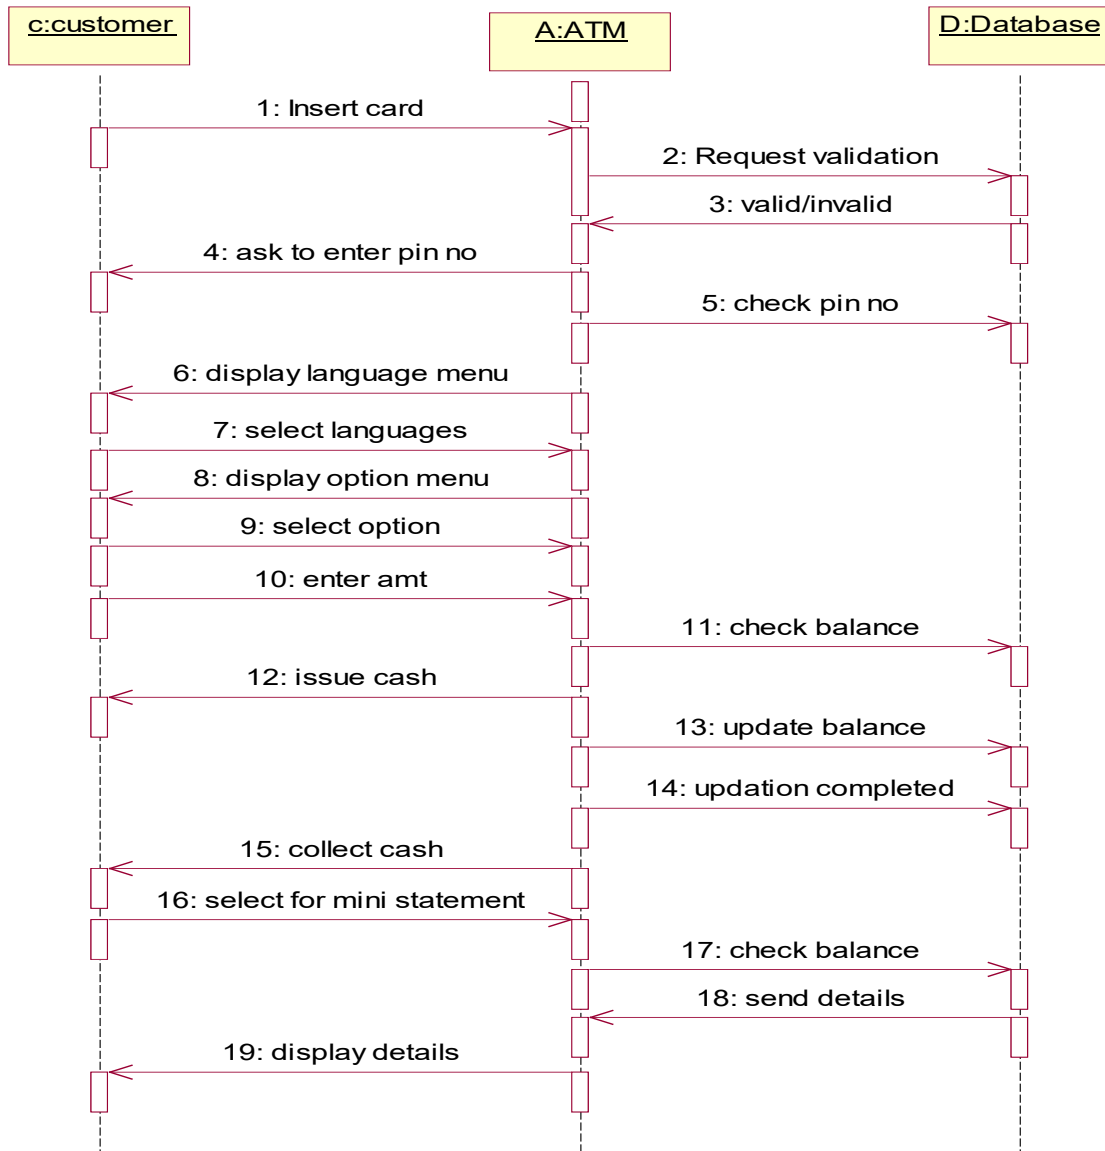 c:customer
A:ATM
D:Database
1: Insert card
2: Request validation
3: valid/invalid
4: ask to enter pin no
5: check pin no
6: display language menu
7: select languages
8: display option menu
9: select option
10: enter amt
11: check balance
12: issue cash
13: update balance
14: updation completed
15: collect cash
16: select for mini statement
17: check balance
18: send details
19: display details